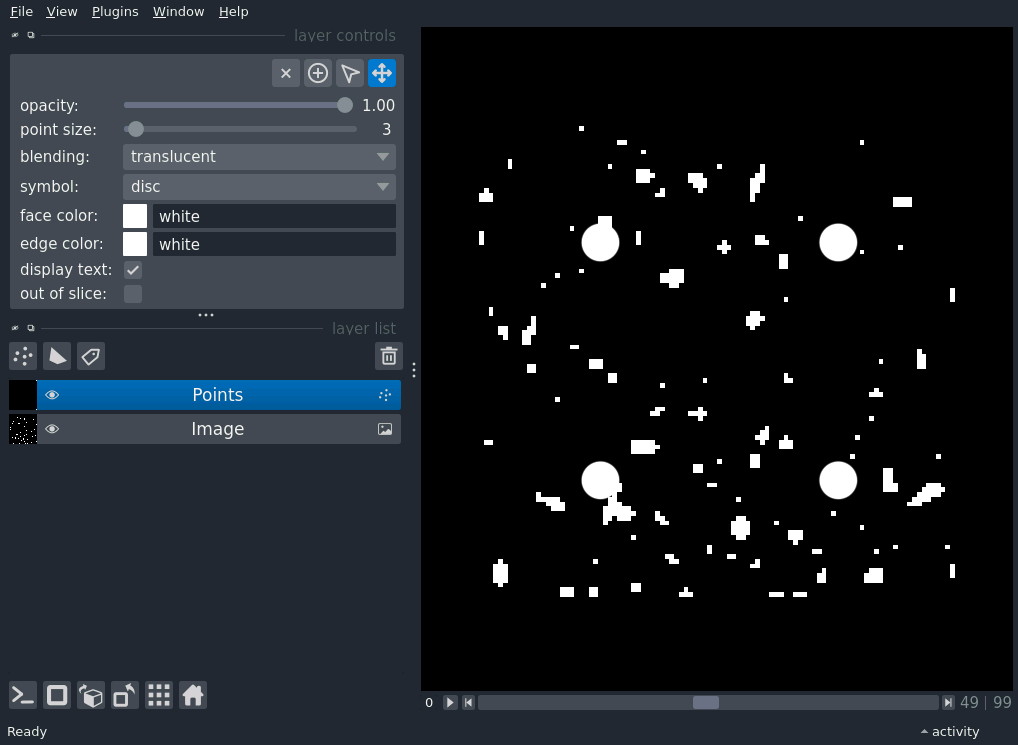 File View Plugins Window Help
layer controls
opacity: 1.00
point size: 3
blending: translucent
symbol: disc
face color: white
edge color: white
display text:
out of slice:
layer list
Points
Image
0 49 | 99
Ready activity